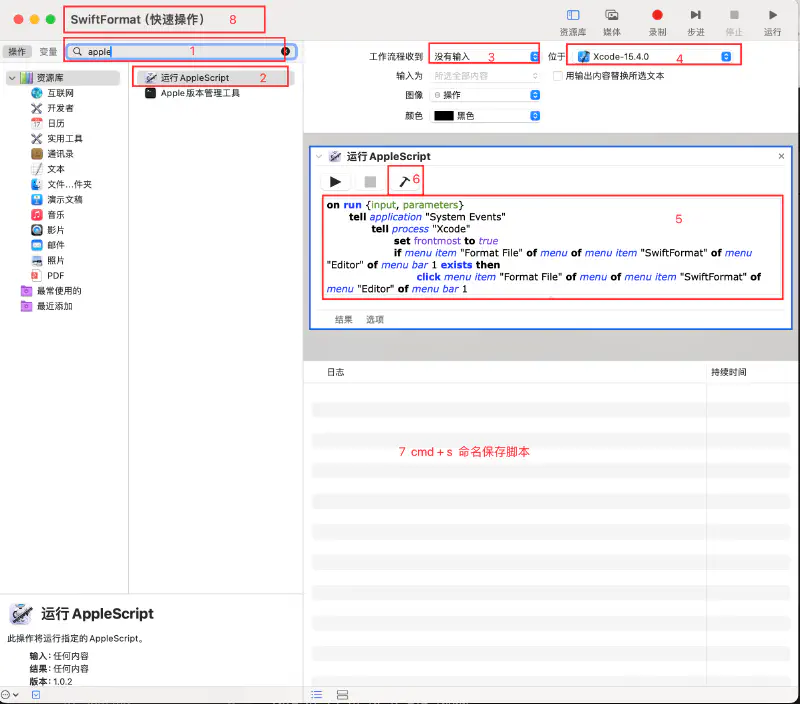 SwiftFormat (快速操作)
8
资源库
媒体
录制
步进
停止
运行
操作
变量
apple
1
资源库
互联网
开发者
日历
实用工具
通讯录
文本
文件...件夹
演示文稿
音乐
影片
邮件
照片
PDF
最常使用的
最近添加
运行 AppleScript
2
Apple 版本管理工具
工作流程收到
没有输入
3
位于
Xcode-15.4.0
4
输入为
所选全部内容
用输出内容替换所选文本
图像
操作
颜色
黑色
运行 AppleScript
6
5
on run {input, parameters}
tell application "System Events"
tell process "Xcode"
set frontmost to true
if menu item "Format File" of menu of menu item "SwiftFormat" of menu
"Editor" of menu bar 1 exists then
click menu item "Format File" of menu of menu item "SwiftFormat" of
menu "Editor" of menu bar 1
结果
选项
日志
持续时间
7 cmd + s 命名保存脚本
运行 AppleScript
此操作将运行指定的AppleScript。
输入：任何内容
结果：任何内容
版本：1.0.2